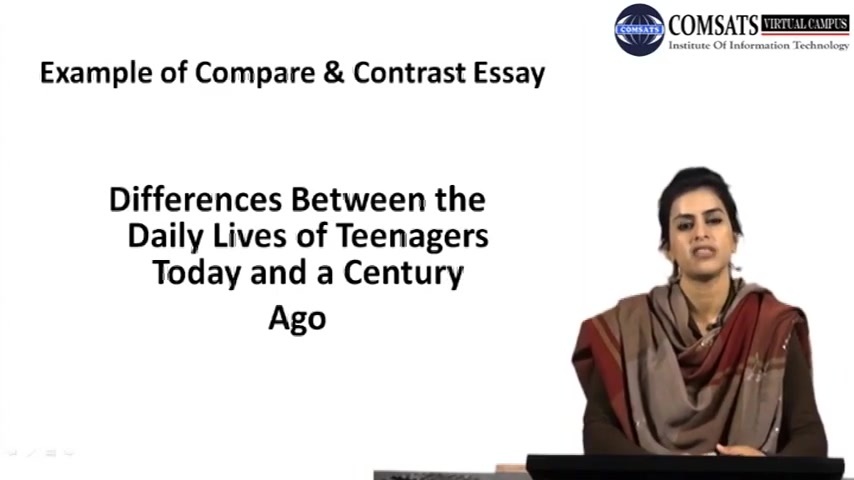 COMSATS VIRTUAL CAMPUS
COMSATS
Institute Of Information Technology
Example of Compare & Contrast Essay
Differences Between the
Daily Lives of Teenagers
Today and a Century
Ago